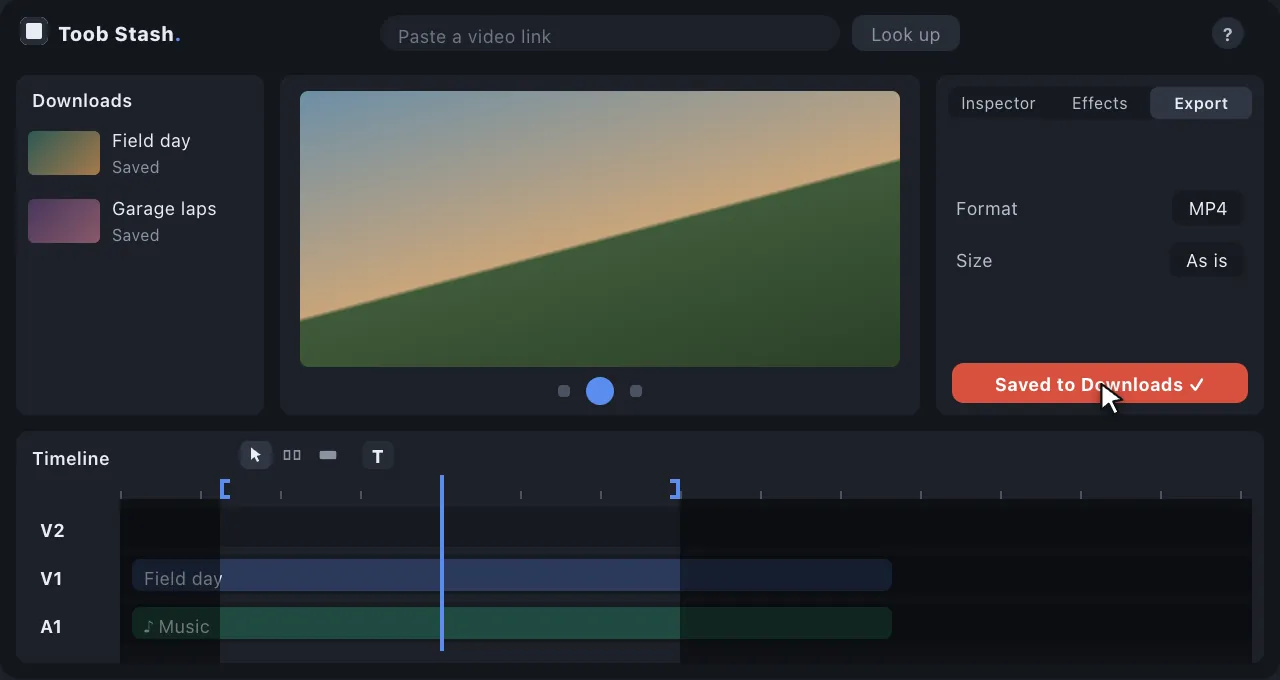 Toob Stash.
Paste a video link
Look up
?
Downloads
Field day
Saved
Garage laps
Saved
Inspector
Effects
Export
Format
MP4
Size
As is
Saved to Downloads ✓
Timeline
T
V2
V1
Field day
A1
♪ Music